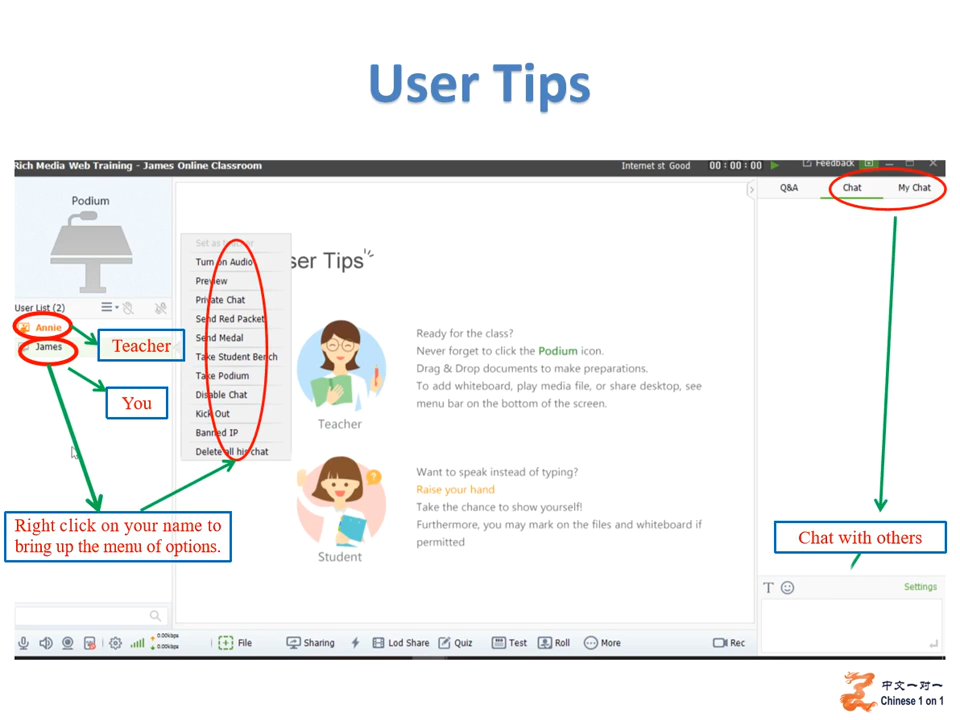 User Tips
Rich Media Web Training - James Online Classroom
Internet st Good
00:00:00
Feedback
Podium
Q&A
Chat
My Chat
User List (2)
Annie
James
Teacher
You
Set as teacher
Turn on Audio
Preview
Private Chat
Send Red Packet
Send Medal
Take Student Bench
Take Podium
Disable Chat
Kick Out
Banned IP
Delete all his chat
ser Tips
Ready for the class?
Never forget to click the Podium icon.
Drag & Drop documents to make preparations.
To add whiteboard, play media file, or share desktop, see
menu bar on the bottom of the screen.
Teacher
Want to speak instead of typing?
Raise your hand
Take the chance to show yourself!
Furthermore, you may mark on the files and whiteboard if
permitted
Student
Right click on your name to
bring up the menu of options.
Chat with others
T
Settings
0.00kbps
0.00kbps
File
Sharing
Lod Share
Quiz
Test
Roll
More
Rec
中文一对一
Chinese 1 on 1